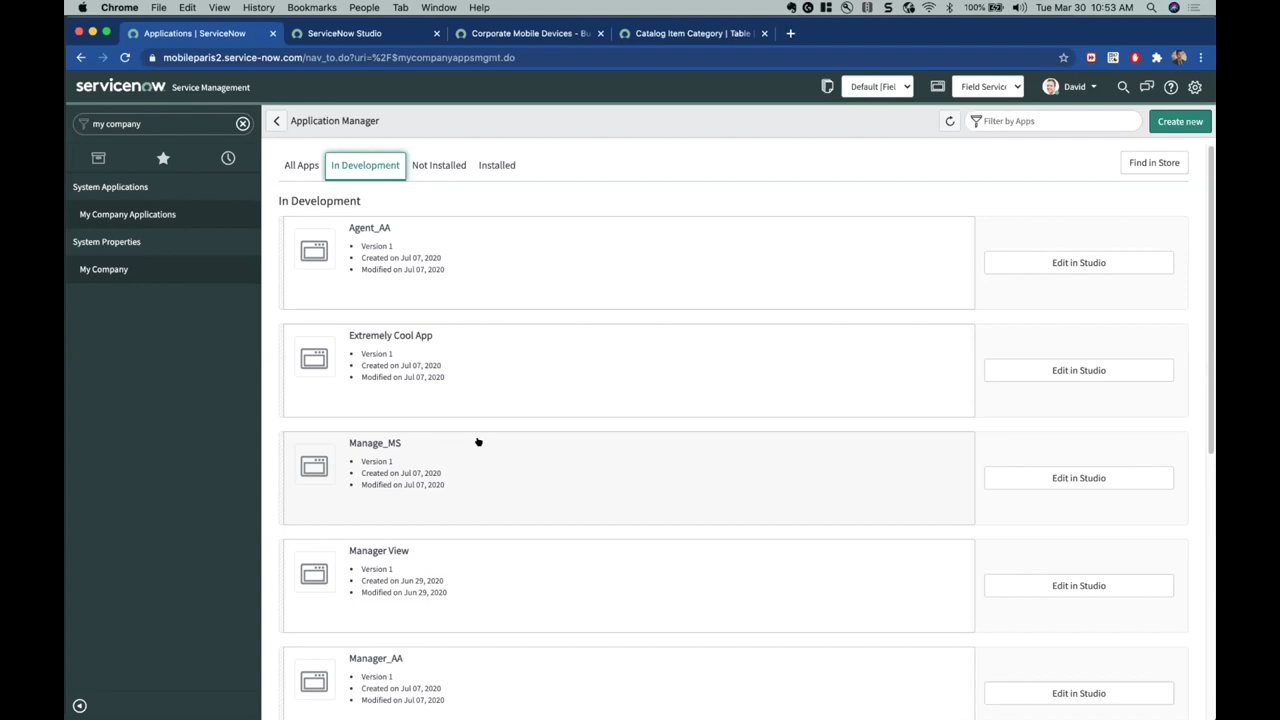 Chrome File Edit View History Bookmarks People Tab Window Help 100% Tue Mar 30 10:53 AM
Applications | ServiceNow ServiceNow Studio Corporate Mobile Devices - Bu Catalog Item Category | Table
mobileparis2.service-now.com/nav_to.do?uri=%2F$mycompanyappsmgmt.do
servicenow Service Management Default [Fiel Field Servic David
my company
Application Manager
Filter by Apps
Create new
All Apps In Development Not Installed Installed
Find in Store
System Applications
My Company Applications
System Properties
My Company
In Development
Agent_AA
• Version 1
• Created on Jul 07, 2020
• Modified on Jul 07, 2020
Edit in Studio
Extremely Cool App
• Version 1
• Created on Jul 07, 2020
• Modified on Jul 07, 2020
Edit in Studio
Manage_MS
• Version 1
• Created on Jul 07, 2020
• Modified on Jul 07, 2020
Edit in Studio
Manager View
• Version 1
• Created on Jun 29, 2020
• Modified on Jun 29, 2020
Edit in Studio
Manager_AA
• Version 1
• Created on Jul 07, 2020
• Modified on Jul 07, 2020
Edit in Studio